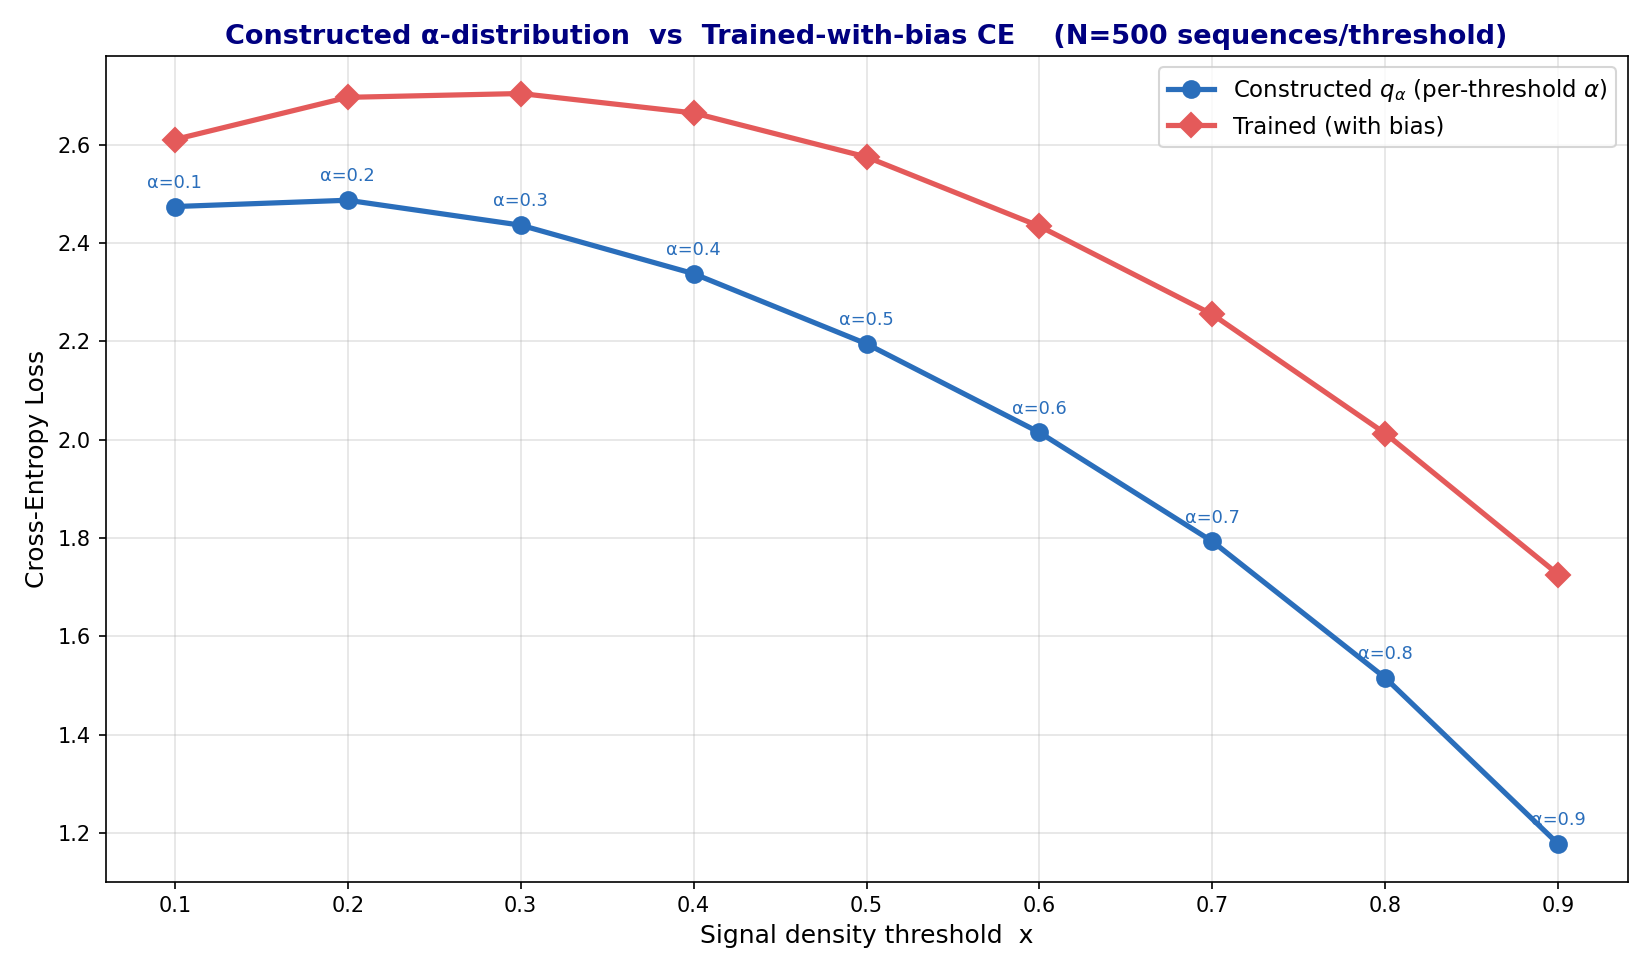 Constructed α-distribution vs Trained-with-bias CE (N=500 sequences/threshold)
Constructed qα (per-threshold α)
Trained (with bias)
Cross-Entropy Loss
2.6
2.4
2.2
2.0
1.8
1.6
1.4
1.2
α=0.1
α=0.2
α=0.3
α=0.4
α=0.5
α=0.6
α=0.7
α=0.8
α=0.9
0.1 0.2 0.3 0.4 0.5 0.6 0.7 0.8 0.9
Signal density threshold x